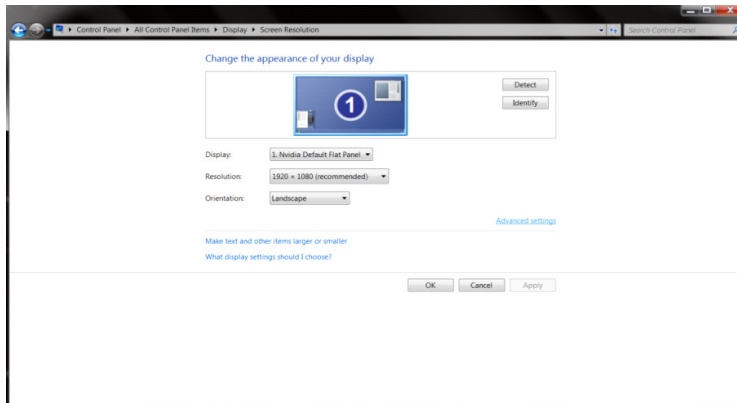 Control Panel ▸ All Control Panel Items ▸ Display ▸ Screen Resolution
Search Control Panel
Change the appearance of your display
1
Detect
Identify
Display: 1. Nvidia Default Flat Panel
Resolution: 1920 × 1080 (recommended)
Orientation: Landscape
Advanced settings
Make text and other items larger or smaller
What display settings should I choose?
OK Cancel Apply